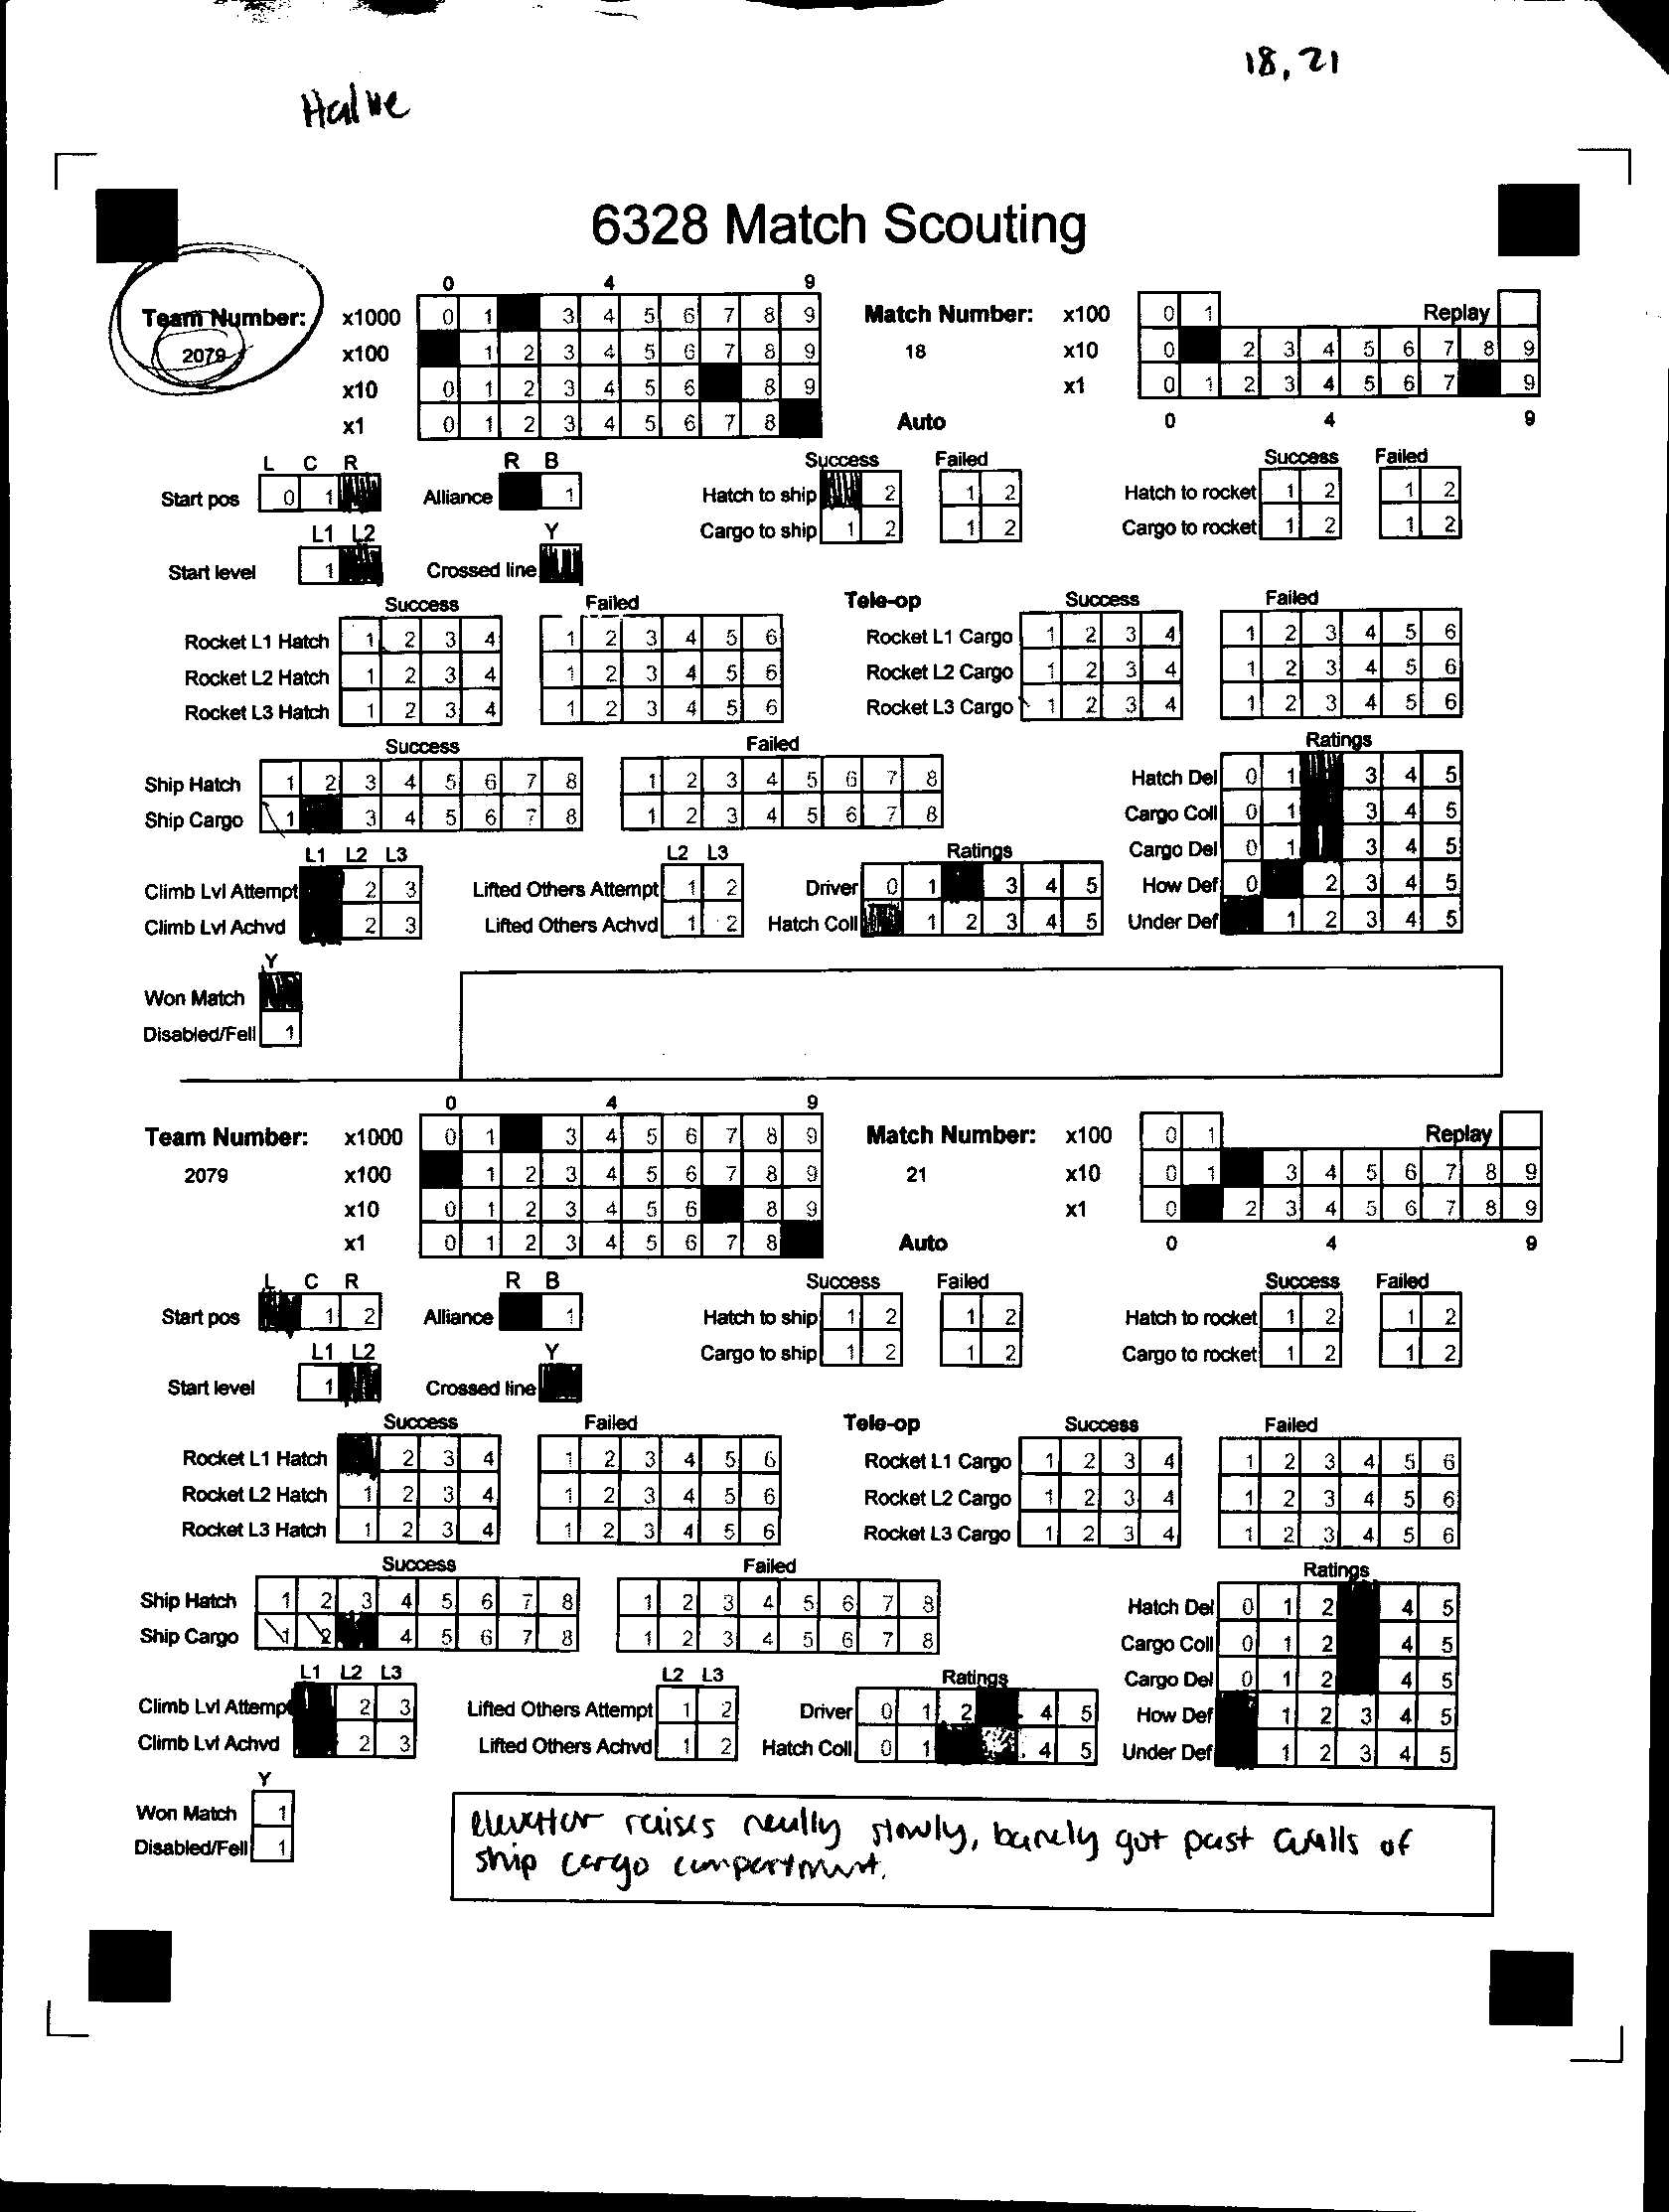 18, 21
Halve
6328 Match Scouting
0 4 9
Team Number: x1000 0 1 3 4 5 6 7 8 9 Match Number: x100 0 1 Replay
2079 x100 1 2 3 4 5 6 7 8 9 18 x10 0 2 3 4 5 6 7 8 9
x10 0 1 2 3 4 5 6 8 9 x1 0 1 2 3 4 5 6 7 9
x1 0 1 2 3 4 5 6 7 8 Auto 0 4 9
L C R R B Success Failed Success Failed
Start pos 0 1 Alliance 1 Hatch to ship 2 1 2 Hatch to rocket 1 2 1 2
L1 L2 Y Cargo to ship 1 2 1 2 Cargo to rocket 1 2 1 2
Start level 1 Crossed line
Success Failed Tele-op Success Failed
Rocket L1 Hatch 1 2 3 4 1 2 3 4 5 6 Rocket L1 Cargo 1 2 3 4 1 2 3 4 5 6
Rocket L2 Hatch 1 2 3 4 1 2 3 4 5 6 Rocket L2 Cargo 1 2 3 4 1 2 3 4 5 6
Rocket L3 Hatch 1 2 3 4 1 2 3 4 5 6 Rocket L3 Cargo 1 2 3 4 1 2 3 4 5 6
Success Failed Ratings
Ship Hatch 1 2 3 4 5 6 7 8 1 2 3 4 5 6 7 8 Hatch Del 0 1 3 4 5
Ship Cargo 1 3 4 5 6 7 8 1 2 3 4 5 6 7 8 Cargo Coll 0 1 3 4 5
L1 L2 L3 L2 L3 Ratings Cargo Del 0 1 3 4 5
Climb Lvl Attempt 2 3 Lifted Others Attempt 1 2 Driver 0 1 3 4 5 How Def 0 2 3 4 5
Climb Lvl Achvd 2 3 Lifted Others Achvd 1 2 Hatch Coll 1 2 3 4 5 Under Def 1 2 3 4 5
Y
Won Match
Disabled/Fell 1
0 4 9
Team Number: x1000 0 1 3 4 5 6 7 8 9 Match Number: x100 0 1 Replay
2079 x100 1 2 3 4 5 6 7 8 9 21 x10 0 1 3 4 5 6 7 8 9
x10 0 1 2 3 4 5 6 8 9 x1 0 2 3 4 5 6 7 8 9
x1 0 1 2 3 4 5 6 7 8 Auto 0 4 9
L C R R B Success Failed Success Failed
Start pos 1 2 Alliance 1 Hatch to ship 1 2 1 2 Hatch to rocket 1 2 1 2
L1 L2 Y Cargo to ship 1 2 1 2 Cargo to rocket 1 2 1 2
Start level 1 Crossed line
Success Failed Tele-op Success Failed
Rocket L1 Hatch 2 3 4 1 2 3 4 5 6 Rocket L1 Cargo 1 2 3 4 1 2 3 4 5 6
Rocket L2 Hatch 1 2 3 4 1 2 3 4 5 6 Rocket L2 Cargo 1 2 3 4 1 2 3 4 5 6
Rocket L3 Hatch 1 2 3 4 1 2 3 4 5 6 Rocket L3 Cargo 1 2 3 4 1 2 3 4 5 6
Success Failed Ratings
Ship Hatch 1 2 3 4 5 6 7 8 1 2 3 4 5 6 7 8 Hatch Del 0 1 2 4 5
Ship Cargo 1 2 4 5 6 7 8 1 2 3 4 5 6 7 8 Cargo Coll 0 1 2 4 5
L1 L2 L3 L2 L3 Ratings Cargo Del 0 1 2 4 5
Climb Lvl Attempt 2 3 Lifted Others Attempt 1 2 Driver 0 1 2 4 5 How Def 1 2 3 4 5
Climb Lvl Achvd 2 3 Lifted Others Achvd 1 2 Hatch Coll 0 1 4 5 Under Def 1 2 3 4 5
Y
Won Match 1
Disabled/Fell 1
elevator raises really slowly, barely got past walls of
ship cargo compartment.